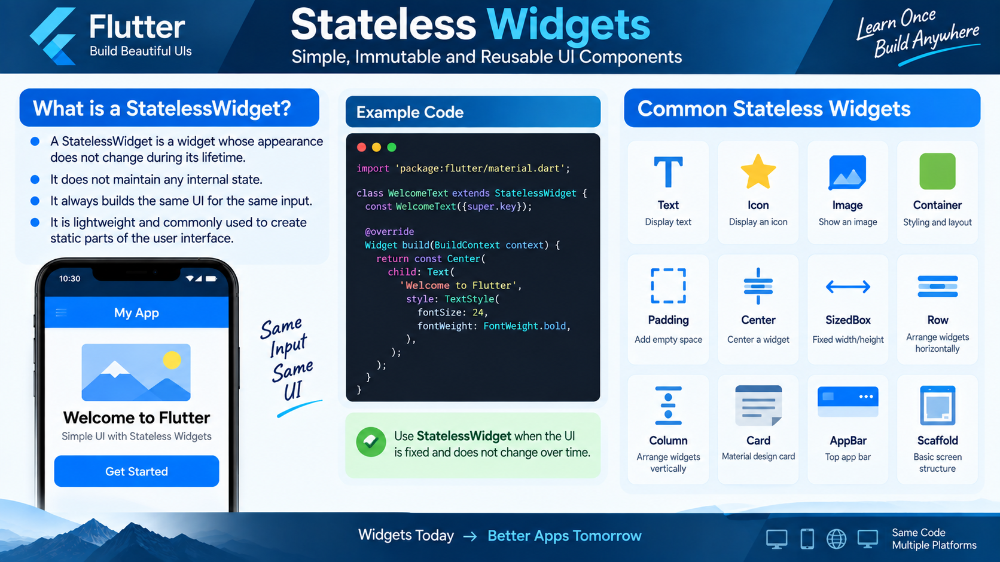 Flutter
Build Beautiful UIs
Stateless Widgets
Simple, Immutable and Reusable UI Components
Learn Once
Build Anywhere
What is a StatelessWidget?
A StatelessWidget is a widget whose appearance
does not change during its lifetime.
It does not maintain any internal state.
It always builds the same UI for the same input.
It is lightweight and commonly used to create
static parts of the user interface.
10:30
My App
Welcome to Flutter
Simple UI with Stateless Widgets
Get Started
Same
Input
Same
UI
Example Code
import 'package:flutter/material.dart';
class WelcomeText extends StatelessWidget {
const WelcomeText({super.key});
@override
Widget build(BuildContext context) {
return const Center(
child: Text(
'Welcome to Flutter',
style: TextStyle(
fontSize: 24,
fontWeight: FontWeight.bold,
),
);
);
}
}
Use StatelessWidget when the UI
is fixed and does not change over time.
Common Stateless Widgets
Text
Display text
Icon
Display an icon
Image
Show an image
Container
Styling and layout
Padding
Add empty space
Center
Center a widget
SizedBox
Fixed width/height
Row
Arrange widgets
horizontally
Column
Arrange widgets
vertically
Card
Material design card
AppBar
Top app bar
Scaffold
Basic screen
structure
Widgets Today → Better Apps Tomorrow
Same Code
Multiple Platforms